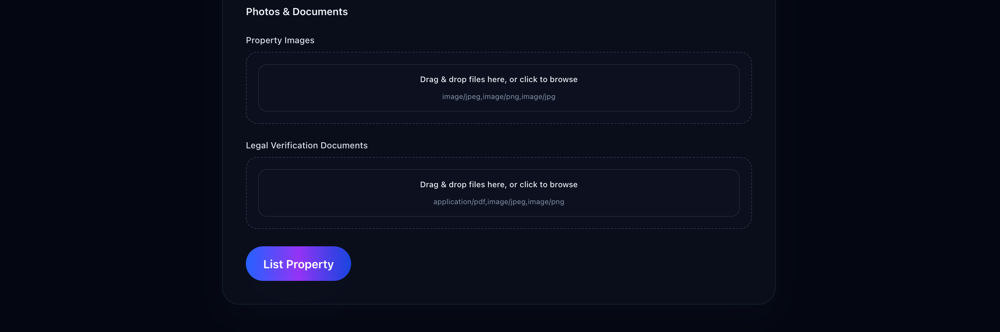 Photos & Documents
Property Images
Drag & drop files here, or click to browse
image/jpeg,image/png,image/jpg
Legal Verification Documents
Drag & drop files here, or click to browse
application/pdf,image/jpeg,image/png
List Property